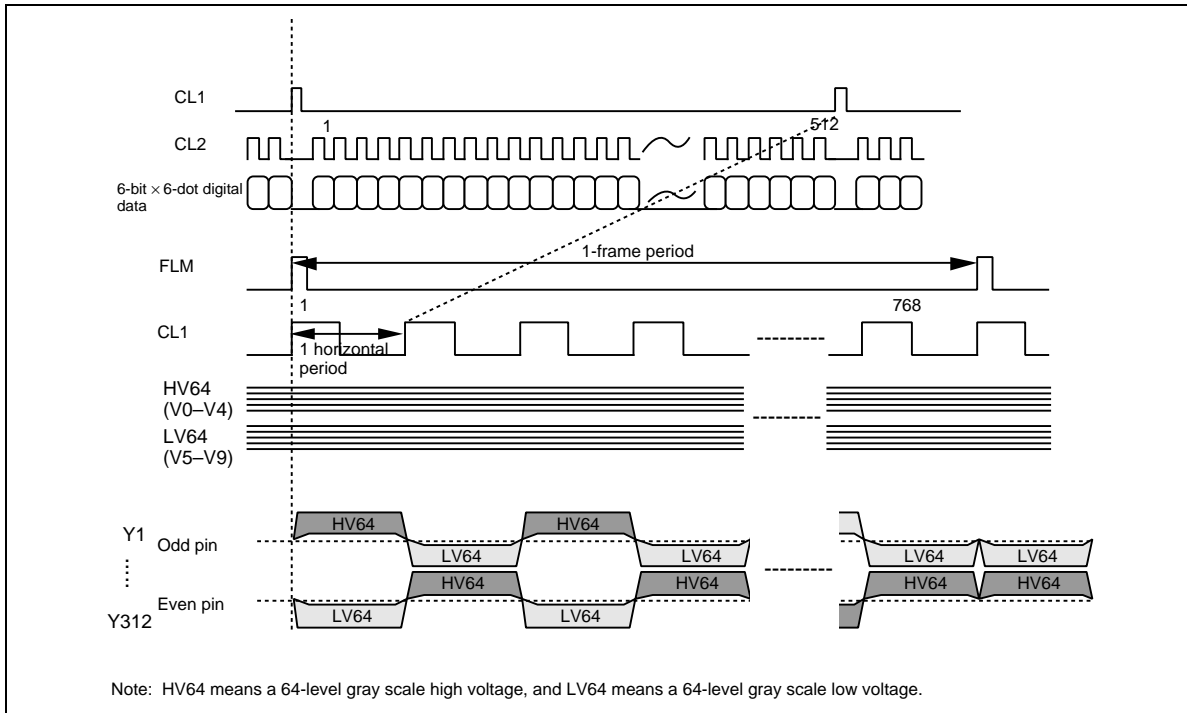 CL1
1
512
CL2
6-bit × 6-dot digital
data
1-frame period
FLM
1
768
CL1
1 horizontal
period
HV64
(V0–V4)
LV64
(V5–V9)
HV64
HV64
Y1
Odd pin
LV64
LV64
LV64
LV64
HV64
HV64
HV64
HV64
Even pin
Y312
LV64
LV64
Note: HV64 means a 64-level gray scale high voltage, and LV64 means a 64-level gray scale low voltage.